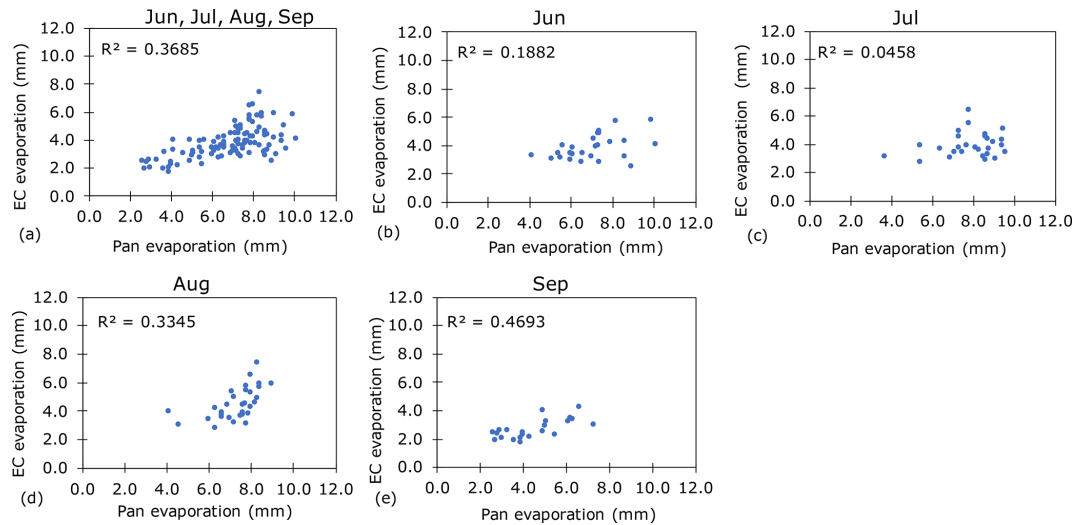 Jun, Jul, Aug, Sep
12.0
10.0
8.0
6.0
4.0
2.0
0.0
R² = 0.3685
EC evaporation (mm)
0.0 2.0 4.0 6.0 8.0 10.0 12.0
Pan evaporation (mm)
(a)
Jun
12.0
10.0
8.0
6.0
4.0
2.0
0.0
R² = 0.1882
EC evaporation (mm)
0.0 2.0 4.0 6.0 8.0 10.0 12.0
Pan evaporation (mm)
(b)
Jul
12.0
10.0
8.0
6.0
4.0
2.0
0.0
R² = 0.0458
EC evaporation (mm)
0.0 2.0 4.0 6.0 8.0 10.0 12.0
Pan evaporation (mm)
(c)
Aug
12.0
10.0
8.0
6.0
4.0
2.0
0.0
R² = 0.3345
EC evaporation (mm)
0.0 2.0 4.0 6.0 8.0 10.0 12.0
Pan evaporation (mm)
(d)
Sep
12.0
10.0
8.0
6.0
4.0
2.0
0.0
R² = 0.4693
EC evaporation (mm)
0.0 2.0 4.0 6.0 8.0 10.0 12.0
Pan evaporation (mm)
(e)